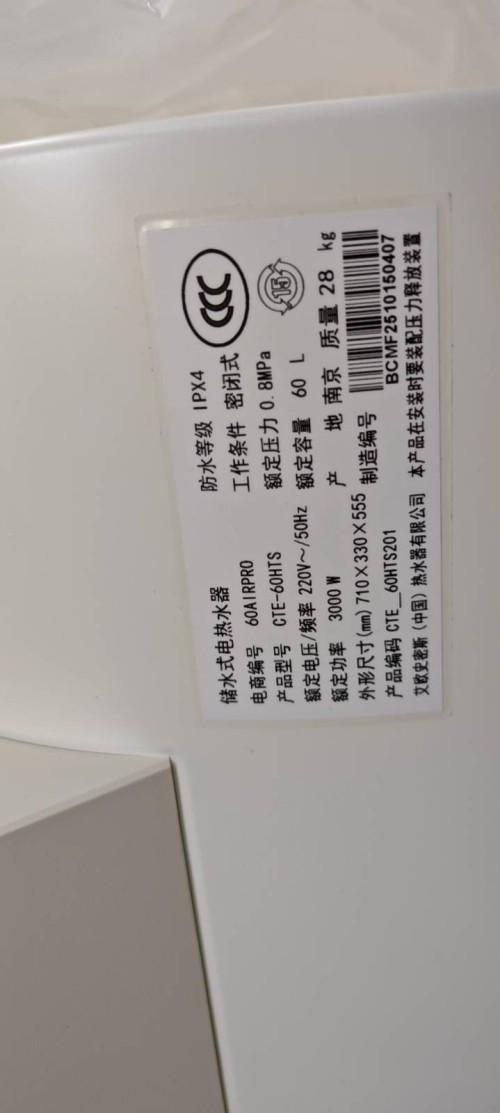 储水式电热水器
电商编号 60AIRPRO
产品型号 CTE-60HTS
额定电压/频率 220V～/50Hz
额定功率 3000 W
外形尺寸(mm) 710×330×555
产品编码 CTE__60HTS201
艾欧史密斯（中国）热水器有限公司
防水等级 IPX4
工作条件 密闭式
额定压力 0.8MPa
额定容量 60 L
产 地 南京 质量 28 kg
制造编号
BCMF2510150407
本产品在安装时要装配压力释放装置
CCC
15